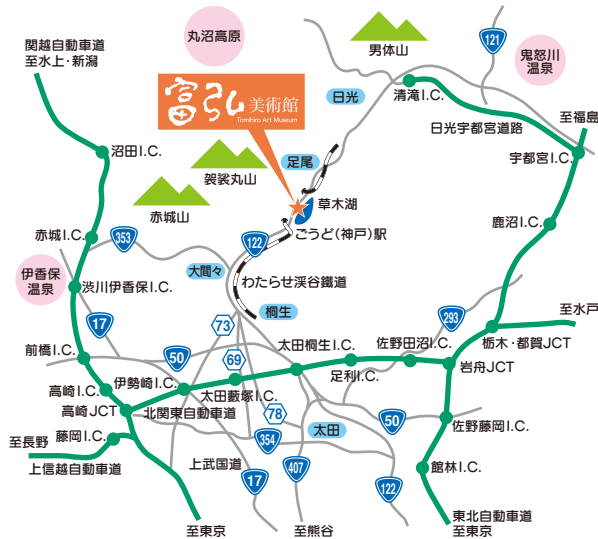 関越自動車道
至水上・新潟
丸沼高原
男体山
121
鬼怒川
温泉
富弘美術館
Tomihiro Art Museum
日光
清滝I.C.
日光宇都宮道路
至福島
沼田I.C.
袈裟丸山
足尾
宇都宮I.C.
草木湖
赤城山
赤城I.C.
353
122
ごうど(神戸)駅
鹿沼I.C.
伊香保
温泉
渋川伊香保I.C.
大間々
わたらせ渓谷鐵道
桐生
293
至水戸
17
73
前橋I.C.
50
69
太田桐生I.C.
佐野田沼I.C.
栃木・都賀JCT
岩舟JCT
高崎I.C.
伊勢崎I.C.
太田藪塚I.C.
足利I.C.
高崎JCT
北関東自動車道
78
50
佐野藤岡I.C.
至長野
藤岡I.C.
354
太田
上信越自動車道
上武国道
17
407
122
館林I.C.
至東京
至熊谷
東北自動車道
至東京